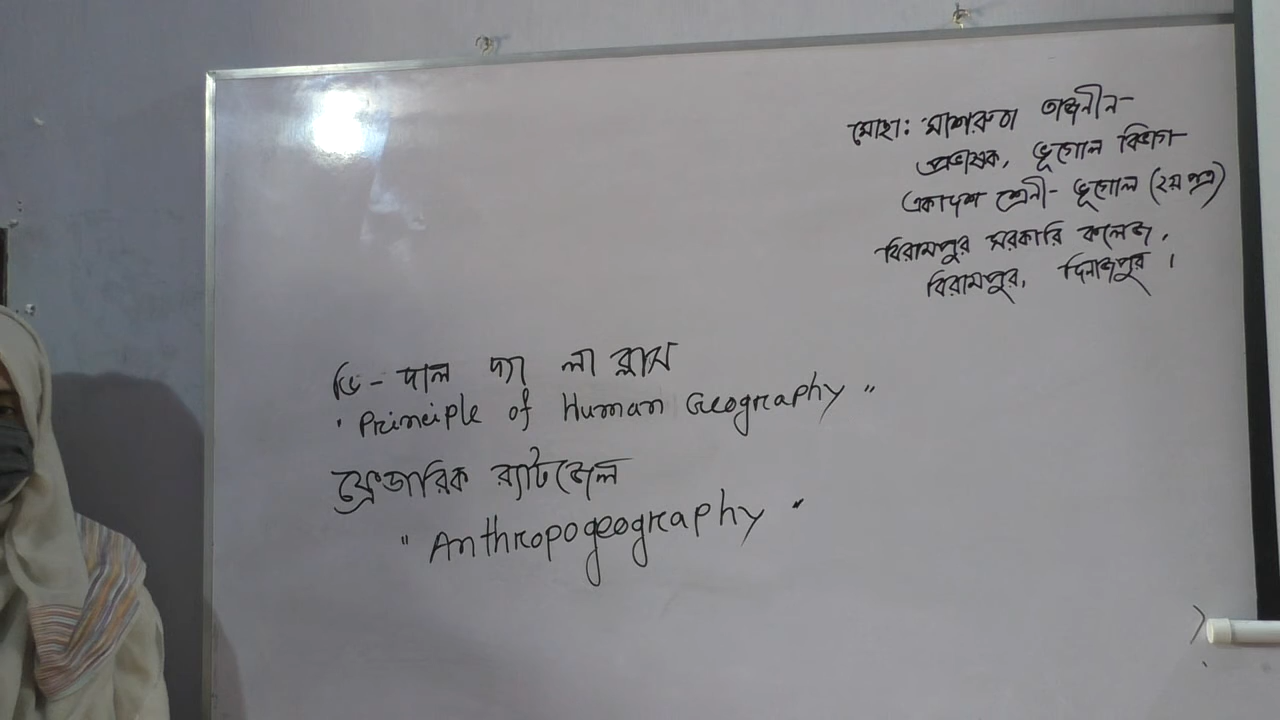 মোহা: মাশরুতা তাজনীন
প্রভাষক, ভূগোল বিভাগ
একাদশ শ্রেনী- ভূগোল (২য় পত্র)
বিরামপুর সরকারি কলেজ,
বিরামপুর, দিনাজপুর ।
ভি - পাল দ্য লা ব্লাস
" Principle of Human Geography "
ফ্রেডারিক র‍্যাটজেল
" Anthropogeography "